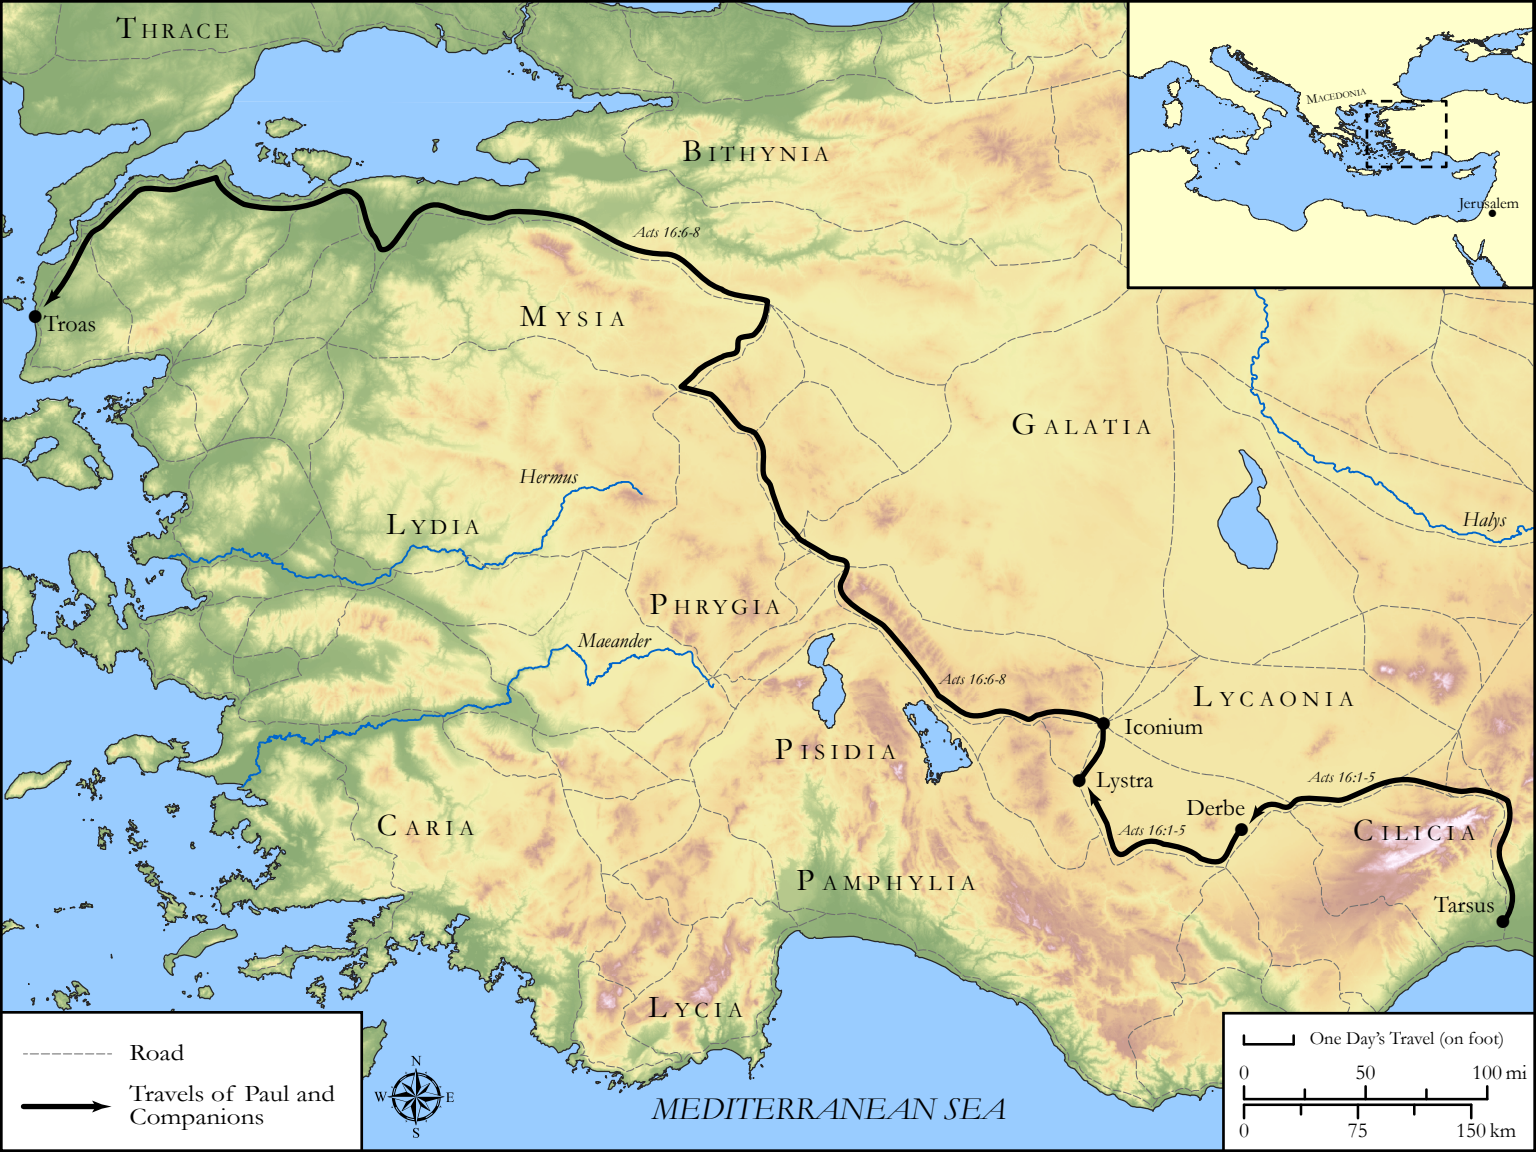 THRACE
MACEDONIA
BITHYNIA
Jerusalem
Acts 16:6-8
Troas
MYSIA
GALATIA
Hermus
LYDIA
Halys
PHRYGIA
Maeander
Acts 16:6-8
LYCAONIA
Iconium
PISIDIA
Lystra
Acts 16:1-5
Derbe
CARIA
Acts 16:1-5
CILICIA
PAMPHYLIA
Tarsus
LYCIA
Road
Travels of Paul and
Companions
N
W E
S
MEDITERRANEAN SEA
One Day's Travel (on foot)
0 50 100 mi
0 75 150 km